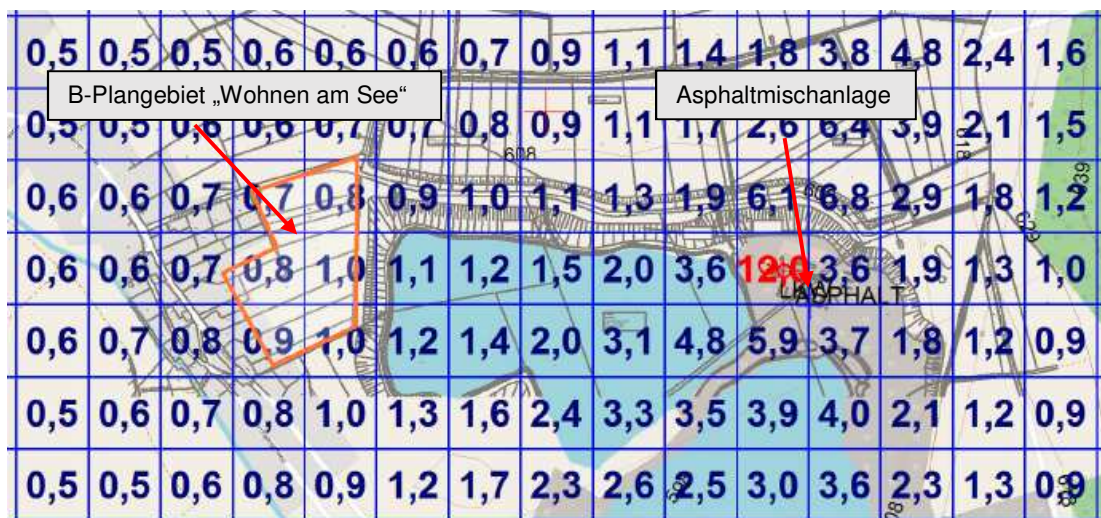 0,5 0,5 0,5 0,6 0,6 0,6 0,7 0,9 1,1 1,4 1,8 3,8 4,8 2,4 1,6
B-Plangebiet „Wohnen am See“ Asphaltmischanlage
0,5 0,5 0,6 0,6 0,7 0,7 0,8 0,9 1,1 1,7 2,6 6,4 3,9 2,1 1,5
608 618
0,6 0,6 0,7 0,7 0,8 0,9 1,0 1,1 1,3 1,9 6,1 6,8 2,9 1,8 1,2
0,6 0,6 0,7 0,8 1,0 1,1 1,2 1,5 2,0 3,6 12,0 3,6 1,9 1,3 1,0
ASPHALT
0,6 0,7 0,8 0,9 1,0 1,2 1,4 2,0 3,1 4,8 5,9 3,7 1,8 1,2 0,9
0,5 0,6 0,7 0,8 1,0 1,3 1,6 2,4 3,3 3,5 3,9 4,0 2,1 1,2 0,9
0,5 0,5 0,6 0,8 0,9 1,2 1,7 2,3 2,6 2,5 3,0 3,6 2,3 1,3 0,9